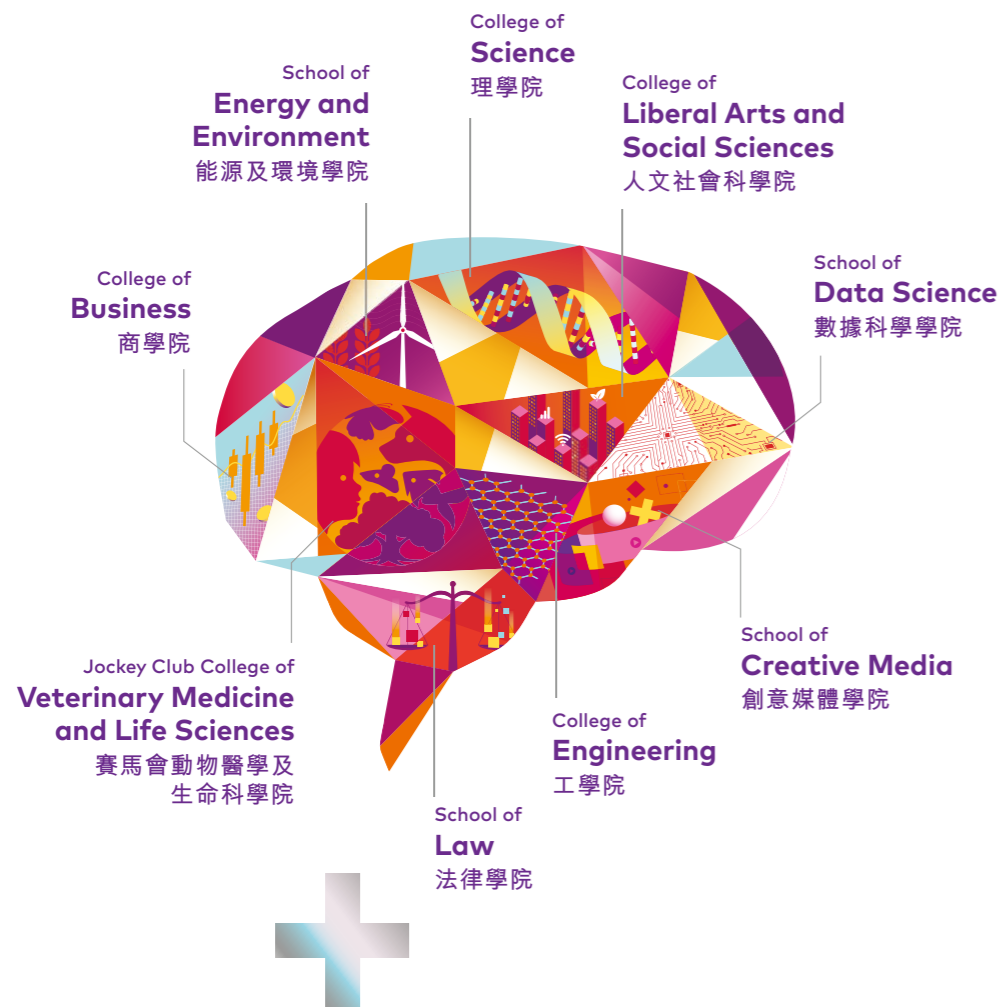 College of
Science
理學院
School of
Energy and
Environment
能源及環境學院
College of
Liberal Arts and
Social Sciences
人文社會科學院
College of
Business
商學院
School of
Data Science
數據科學學院
Jockey Club College of
Veterinary Medicine
and Life Sciences
賽馬會動物醫學及
生命科學院
School of
Creative Media
創意媒體學院
College of
Engineering
工學院
School of
Law
法律學院